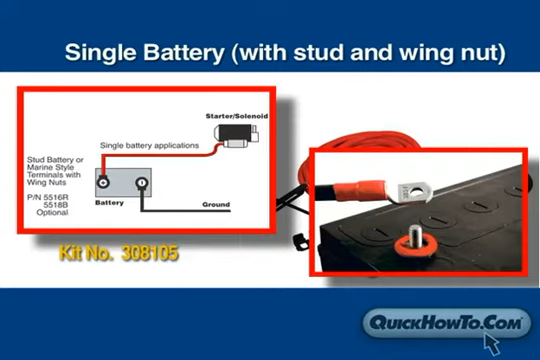 Single Battery (with stud and wing nut)
Starter/Solenoid
Single battery applications
Stud Battery or
Marine Style
Terminals with
Wing Nuts
P/N 5516R
5518B
Optional
Battery
Ground
Kit No. 308105
QuickHowTo.Com